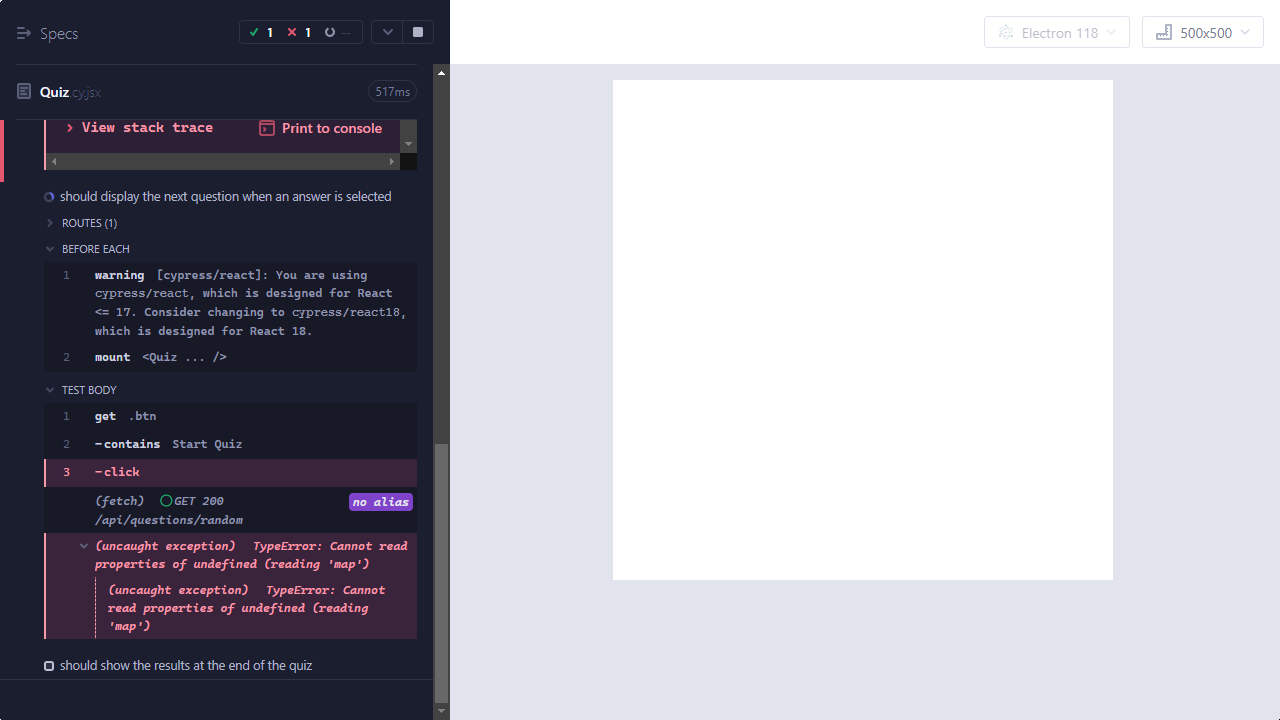 Specs
1 1 --
Electron 118
500x500
Quiz.cy.jsx
517ms
View stack trace
Print to console
should display the next question when an answer is selected
ROUTES (1)
BEFORE EACH
1 warning [cypress/react]: You are using
cypress/react, which is designed for React
<= 17. Consider changing to cypress/react18,
which is designed for React 18.
2 mount <Quiz ... />
TEST BODY
1 get .btn
2 -contains Start Quiz
3 -click
(fetch) GET 200 no alias
/api/questions/random
(uncaught exception) TypeError: Cannot read
properties of undefined (reading 'map')
(uncaught exception) TypeError: Cannot
read properties of undefined (reading
'map')
should show the results at the end of the quiz